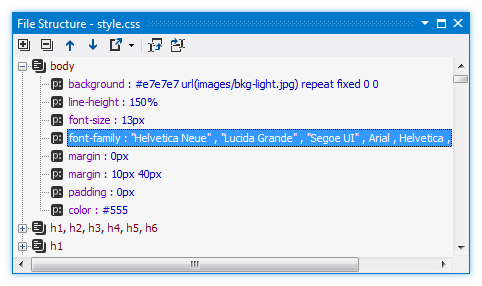 File Structure - style.css
body
p: background : #e7e7e7 url(images/bkg-light.jpg) repeat fixed 0 0
p: line-height : 150%
p: font-size : 13px
p: font-family : "Helvetica Neue" , "Lucida Grande" , "Segoe UI" , Arial , Helvetica ,
p: margin : 0px
p: margin : 10px 40px
p: padding : 0px
p: color : #555
h1, h2, h3, h4, h5, h6
h1